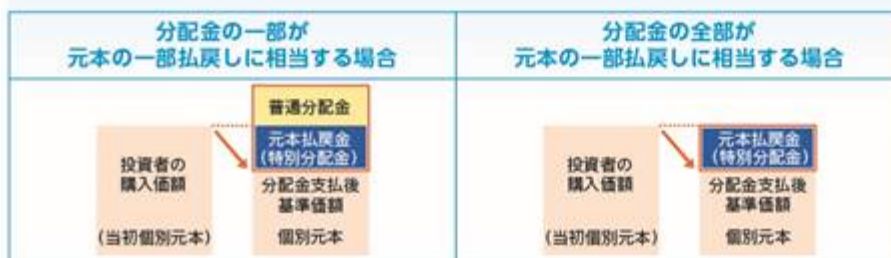 分配金の一部が
元本の一部払戻しに相当する場合
普通分配金
元本払戻金
(特別分配金)
投資者の
購入価額
(当初個別元本)
分配金支払後
基準価額
個別元本
分配金の全部が
元本の一部払戻しに相当する場合
元本払戻金
(特別分配金)
投資者の
購入価額
(当初個別元本)
分配金支払後
基準価額
個別元本